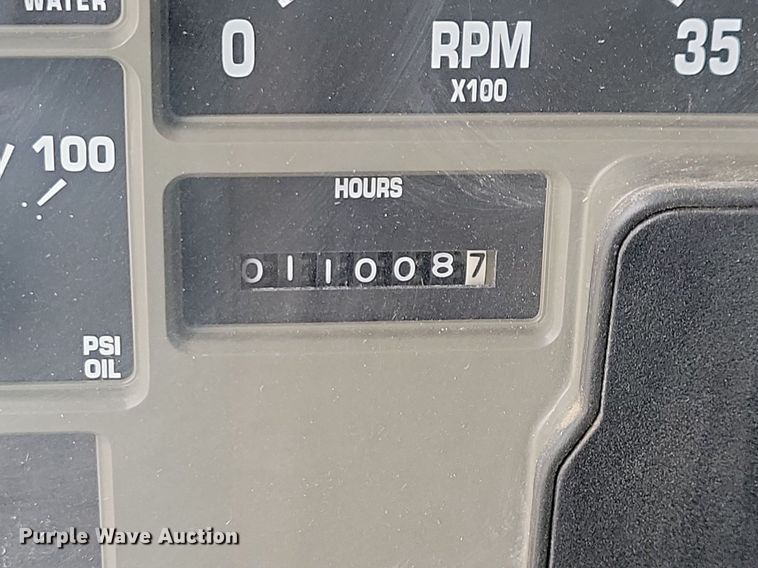 WATER
0 RPM 35
X100
100
HOURS
0110087
PSI
OIL
Purple Wave Auction